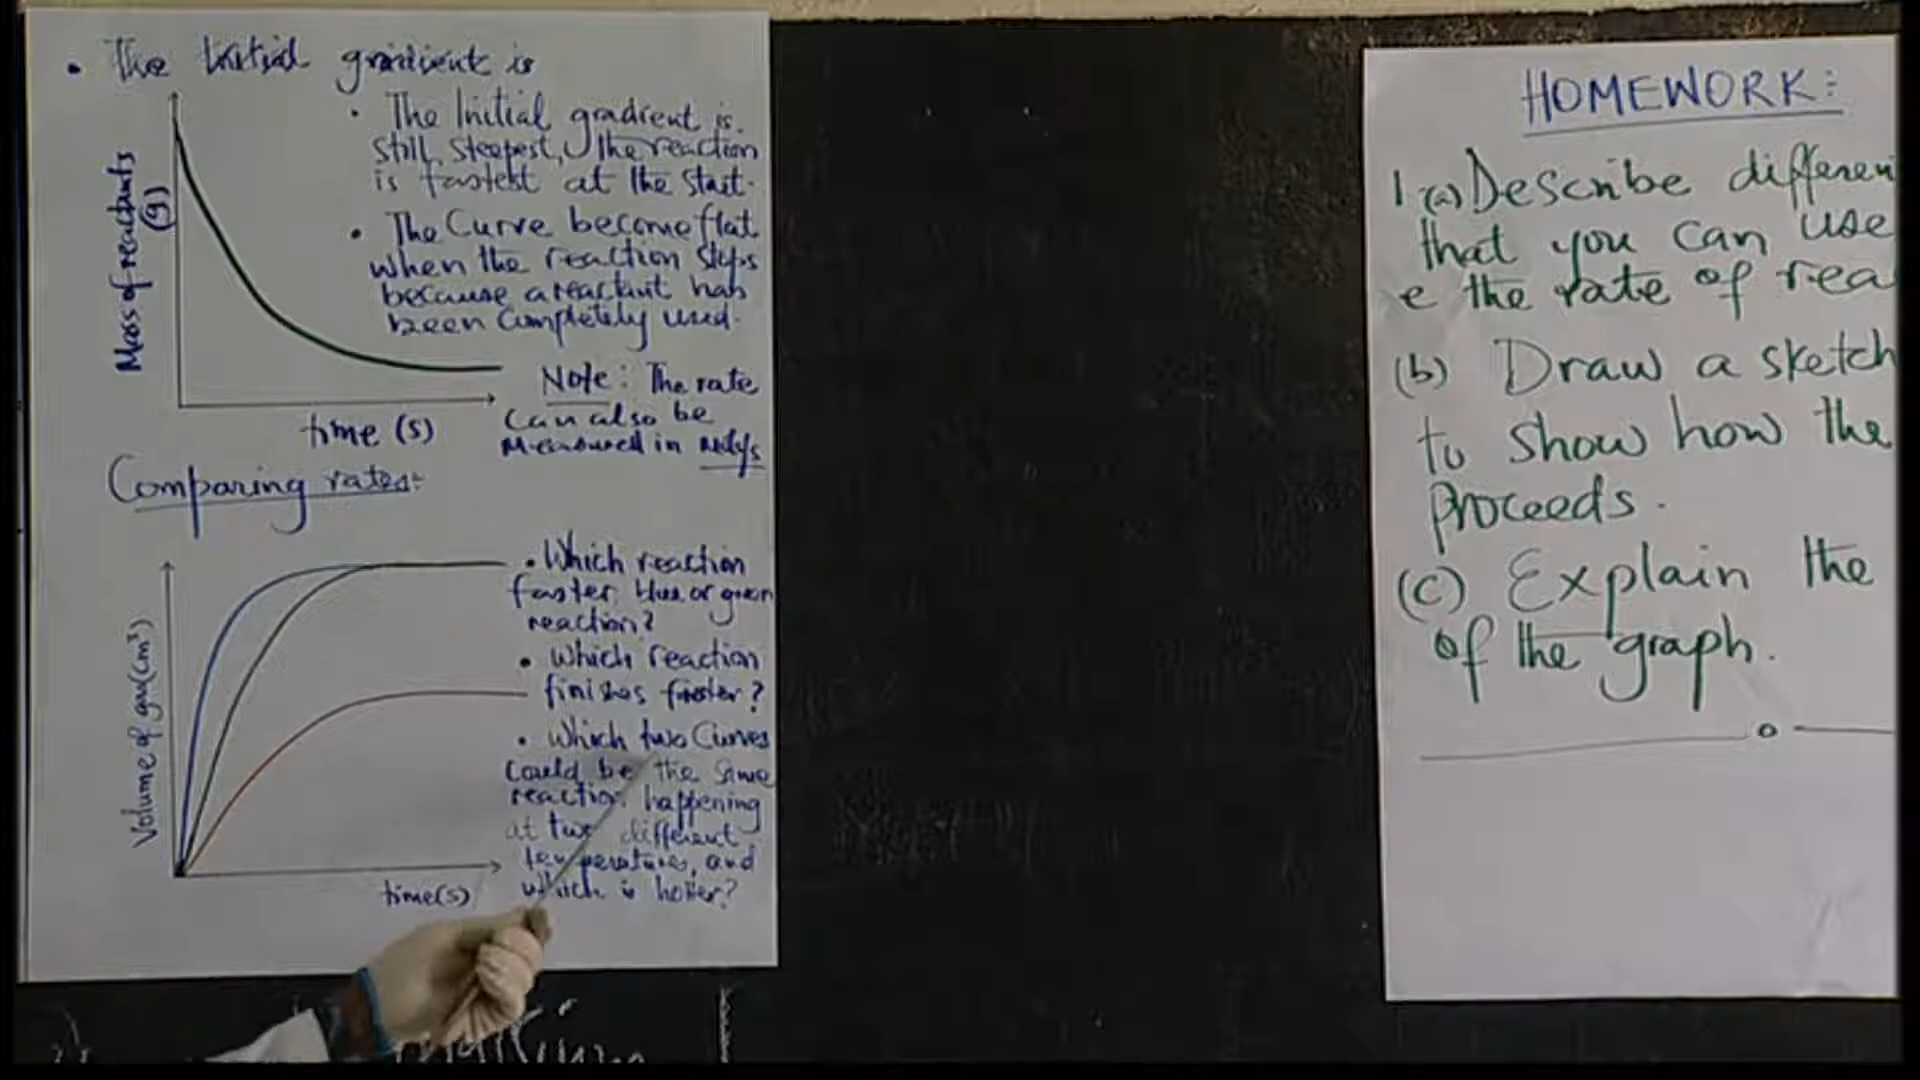 • The Initial gradient is
• The Initial gradient is
still steepest, the reaction
is fastest at the start.
• The Curve become flat
when the reaction stops
because a reactant has
been completely used.
Mass of reactants
(g)
time (s)
Note: The rate
Can also be
Measured in
Comparing rates:
• Which reaction
faster blue or green
reaction?
• Which reaction
finishes faster?
• Which two Curves
Could be the same
reaction happening
at two different
temperatures, and
which is hotter?
Volume of gas (cm³)
time(s)
HOMEWORK:
1 (a) Describe differen
that you can use
e the rate of rea
(b) Draw a sketch
to show how the
proceeds.
(c) Explain the
of the graph.